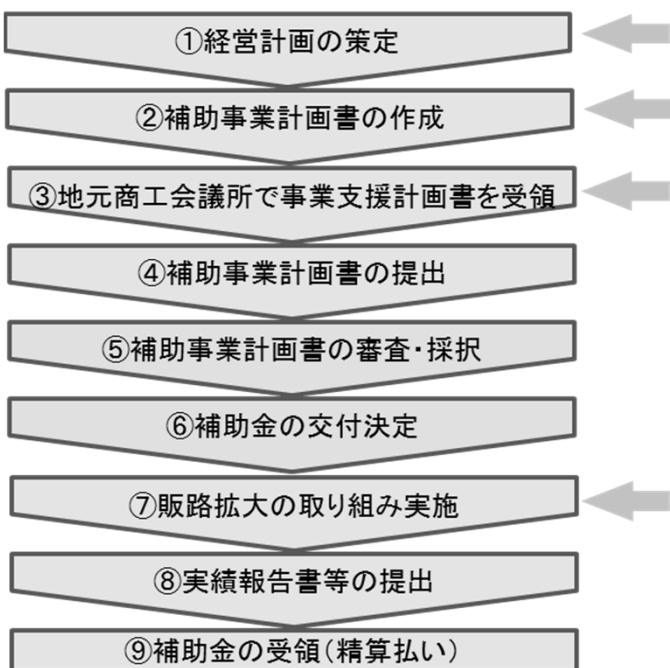 ①経営計画の策定
②補助事業計画書の作成
③地元商工会議所で事業支援計画書を受領
④補助事業計画書の提出
⑤補助事業計画書の審査・採択
⑥補助金の交付決定
⑦販路拡大の取り組み実施
⑧実績報告書等の提出
⑨補助金の受領（精算払い）